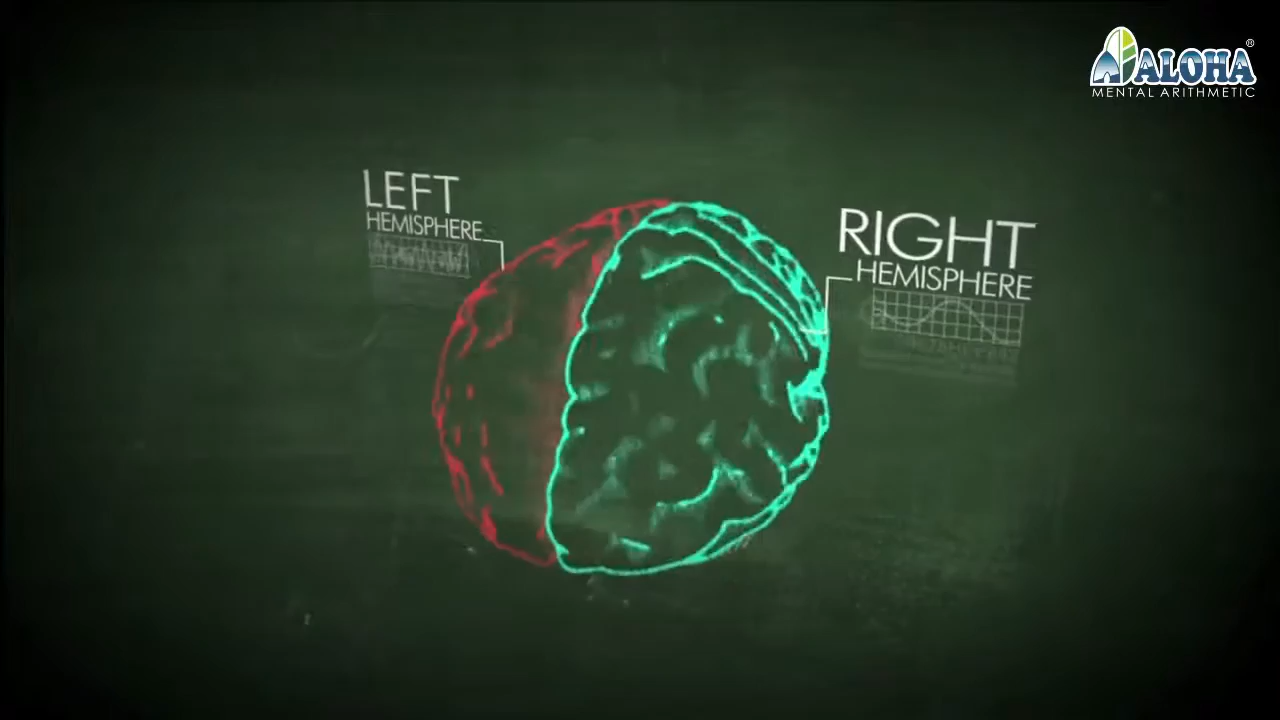 ALOHA®
MENTAL ARITHMETIC
LEFT
HEMISPHERE
RIGHT
HEMISPHERE